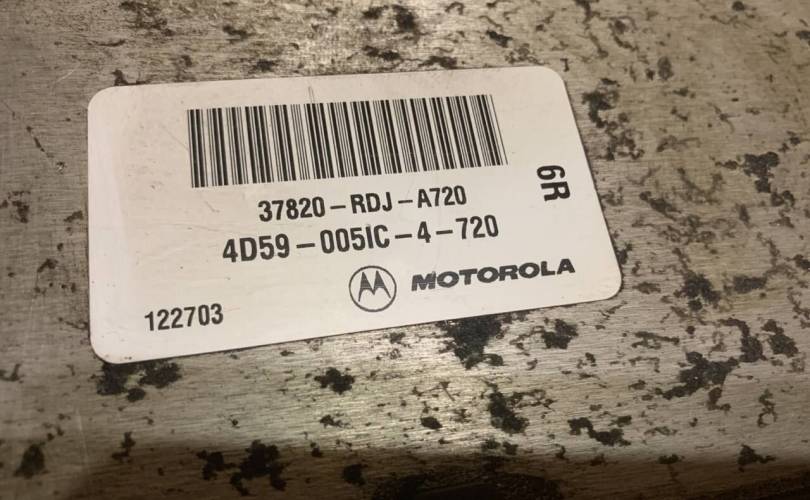 37820-RDJ-A720
4D59-005IC-4-720
6R
MOTOROLA
122703